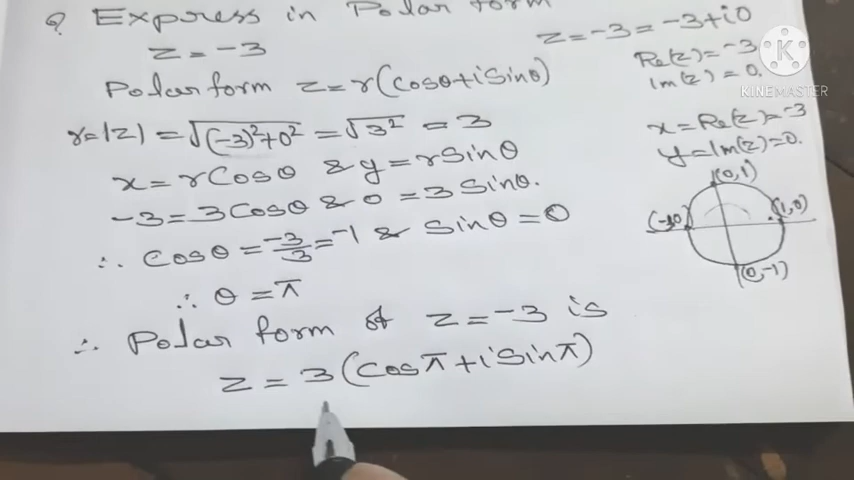 Q Express in Polar form
z = -3
Polar form z = r(cosθ+i sinθ)
r=|z| = √(-3)²+0² = √3² = 3
x = r cosθ & y = r sinθ
-3 = 3 cosθ & 0 = 3 sinθ.
∴ cosθ = -3/3 = -1 & sinθ = 0
∴ θ = π
∴ Polar form of z = -3 is
z = 3(cosπ + i sinπ)
z = -3 = -3+i0
Re(z) = -3
Im(z) = 0.
x = Re(z) = -3
y = Im(z) = 0.
(0,1)
(-1,0)
(1,0)
(0,-1)
K
KINEMASTER